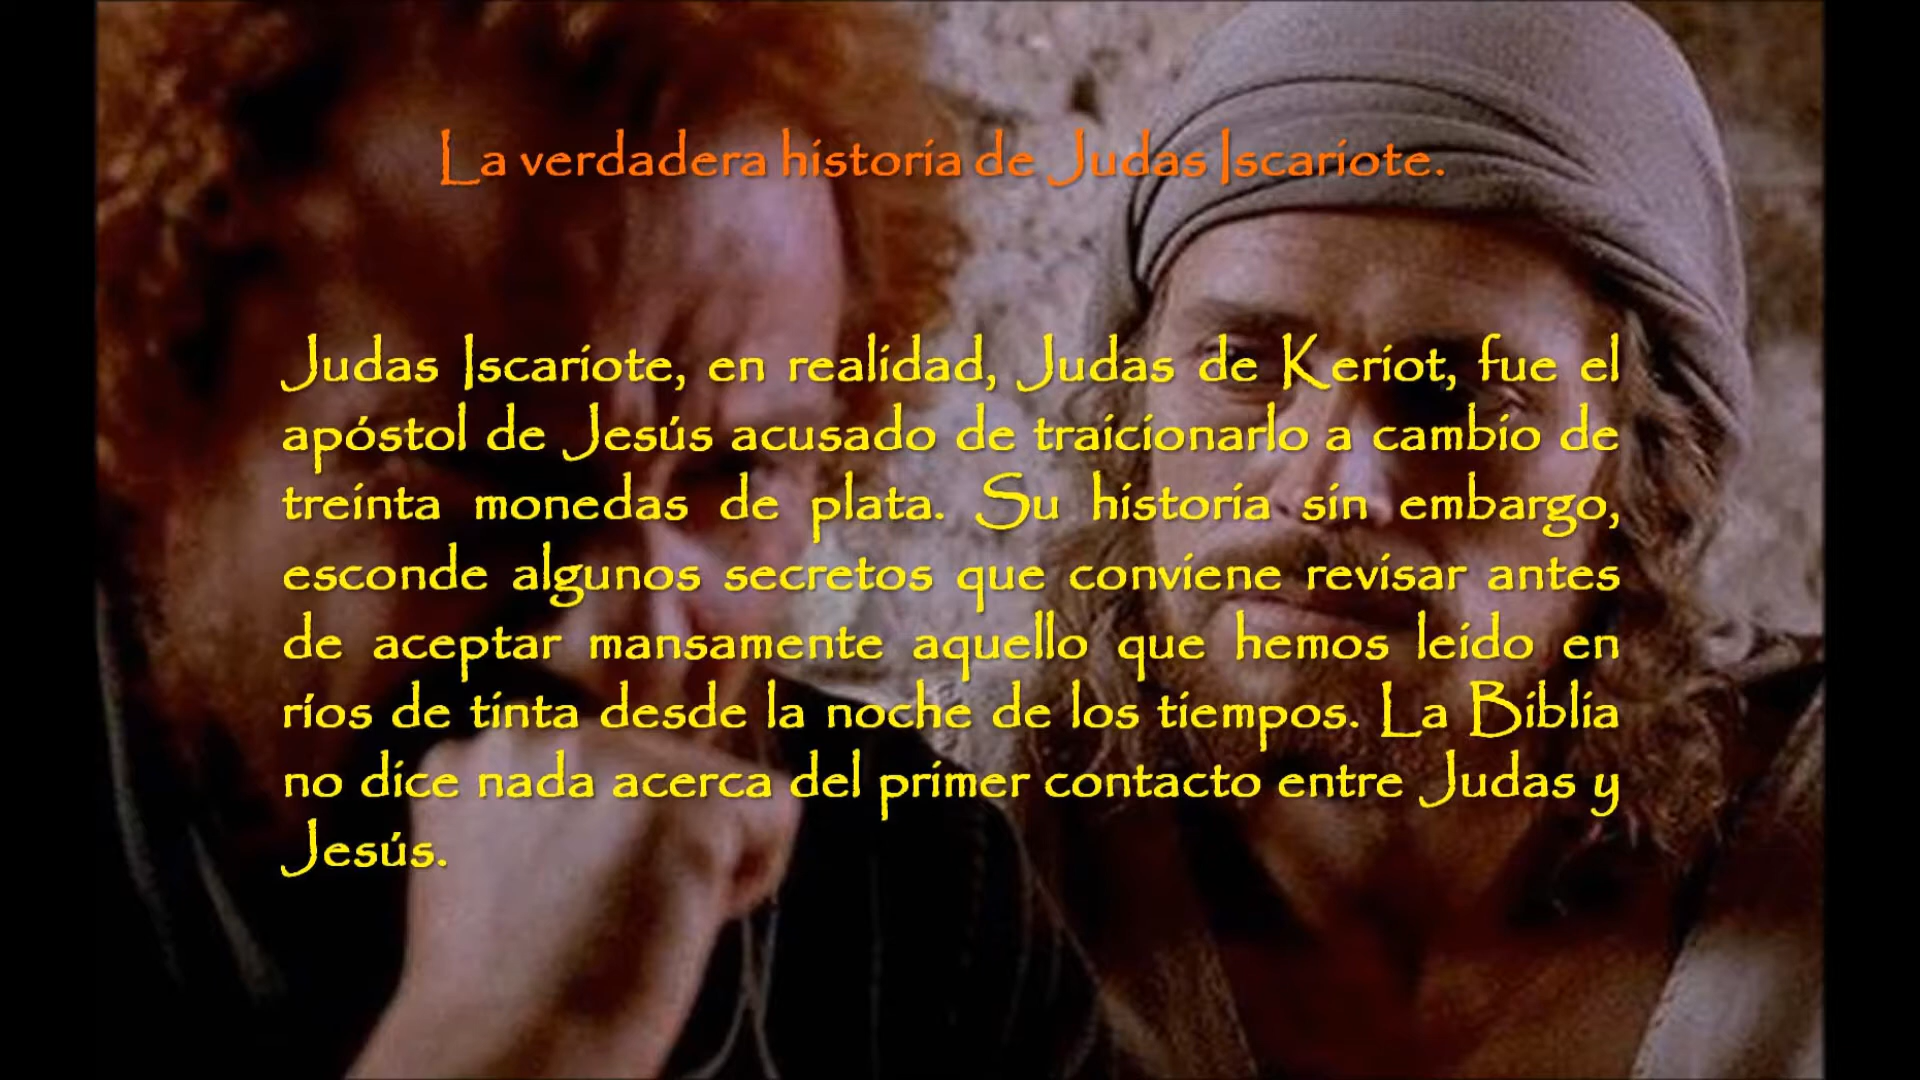 La verdadera historia de Judas Iscariote.
Judas Iscariote, en realidad, Judas de Keriot, fue el
apóstol de Jesús acusado de traicionarlo a cambio de
treinta monedas de plata. Su historia sin embargo,
esconde algunos secretos que conviene revisar antes
de aceptar mansamente aquello que hemos leído en
ríos de tinta desde la noche de los tiempos. La Biblia
no dice nada acerca del primer contacto entre Judas y
Jesús.